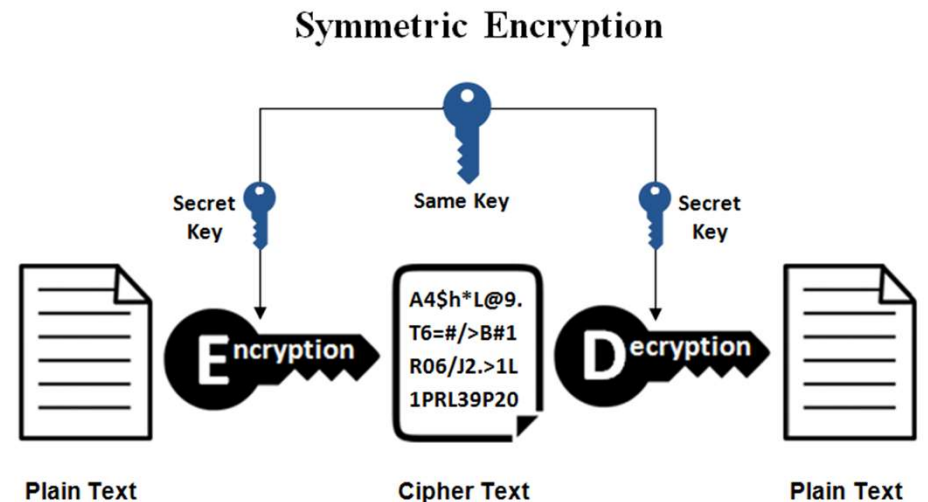 Symmetric Encryption
Secret
Key
Same Key
Secret
Key
Encryption
A4$h*L@9.
T6=#/>B#1
R06/J2.>1L
1PRL39P20
Decryption
Plain Text
Cipher Text
Plain Text